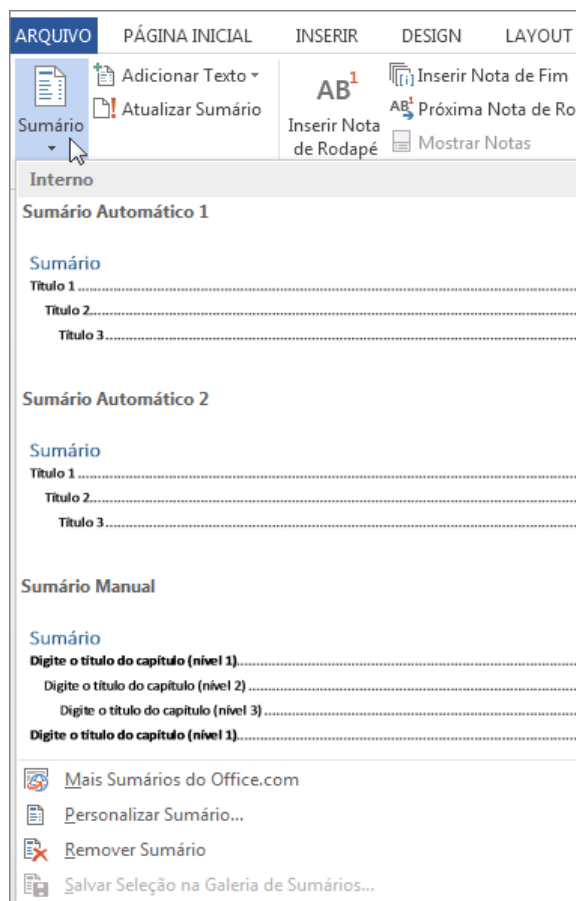 ARQUIVO PÁGINA INICIAL INSERIR DESIGN LAYOUT
Adicionar Texto
Atualizar Sumário
Sumário
AB1
Inserir Nota
de Rodapé
Inserir Nota de Fim
AB1 Próxima Nota de Ro
Mostrar Notas
Interno
Sumário Automático 1
Sumário
Título 1
Título 2
Título 3
Sumário Automático 2
Sumário
Título 1
Título 2
Título 3
Sumário Manual
Sumário
Digite o título do capítulo (nível 1)
Digite o título do capítulo (nível 2)
Digite o título do capítulo (nível 3)
Digite o título do capítulo (nível 1)
Mais Sumários do Office.com
Personalizar Sumário...
Remover Sumário
Salvar Seleção na Galeria de Sumários...